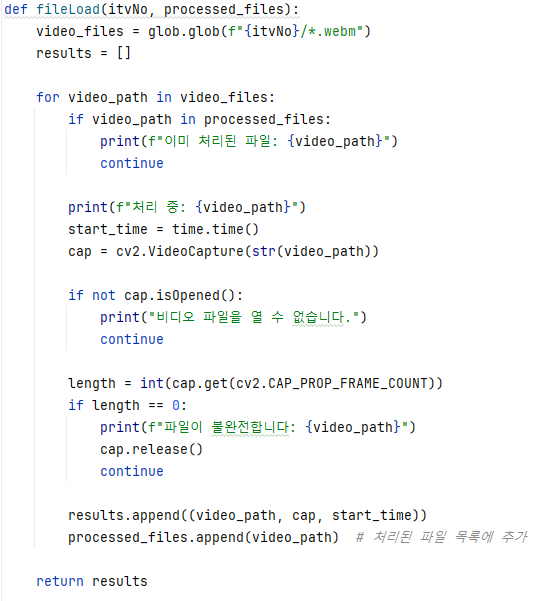 def fileLoad(itvNo, processed_files):
    video_files = glob.glob(f"{itvNo}/*.webm")
    results = []

    for video_path in video_files:
        if video_path in processed_files:
            print(f"이미 처리된 파일: {video_path}")
            continue

        print(f"처리 중: {video_path}")
        start_time = time.time()
        cap = cv2.VideoCapture(str(video_path))

        if not cap.isOpened():
            print("비디오 파일을 열 수 없습니다.")
            continue

        length = int(cap.get(cv2.CAP_PROP_FRAME_COUNT))
        if length == 0:
            print(f"파일이 불완전합니다: {video_path}")
            cap.release()
            continue

        results.append((video_path, cap, start_time))
        processed_files.append(video_path)  # 처리된 파일 목록에 추가

    return results